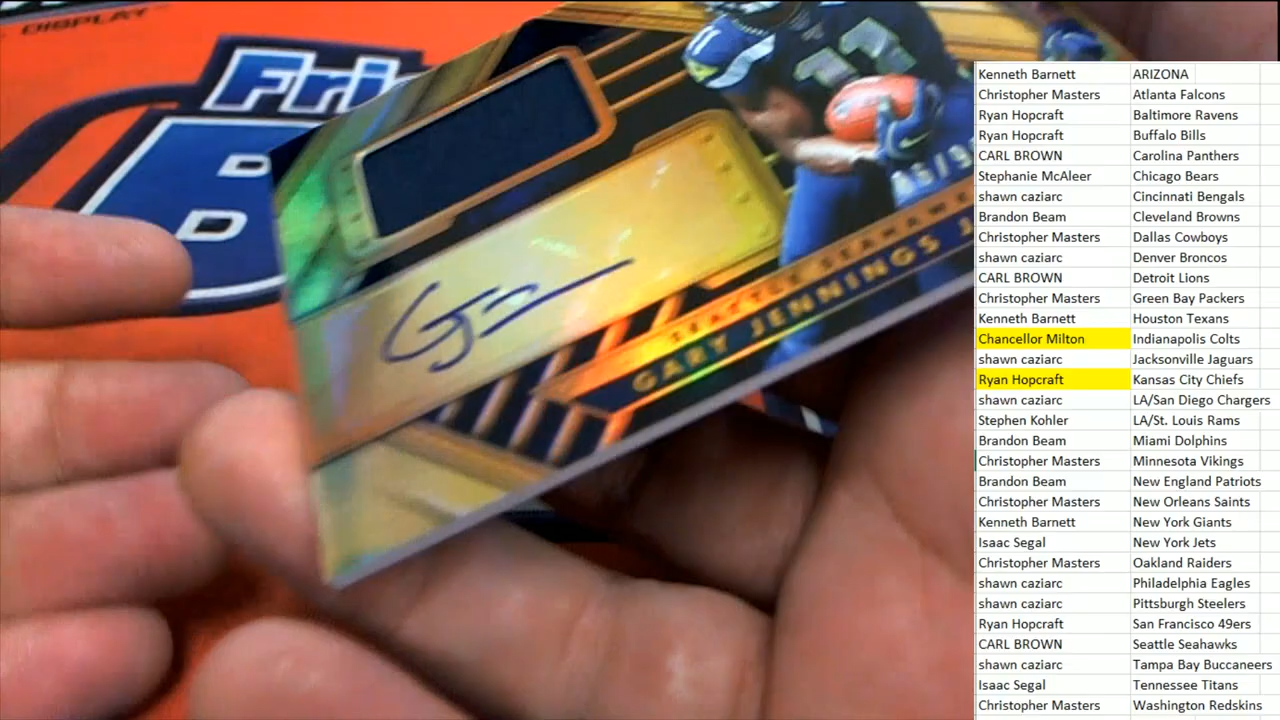 DISPLAY
Fri
B
SEATTLE SEAHAWK
GARY JENNINGS J
Kenneth Barnett ARIZONA
Christopher Masters Atlanta Falcons
Ryan Hopcraft Baltimore Ravens
Ryan Hopcraft Buffalo Bills
CARL BROWN Carolina Panthers
Stephanie McAleer Chicago Bears
shawn caziarc Cincinnati Bengals
Brandon Beam Cleveland Browns
Christopher Masters Dallas Cowboys
shawn caziarc Denver Broncos
CARL BROWN Detroit Lions
Christopher Masters Green Bay Packers
Kenneth Barnett Houston Texans
Chancellor Milton Indianapolis Colts
shawn caziarc Jacksonville Jaguars
Ryan Hopcraft Kansas City Chiefs
shawn caziarc LA/San Diego Chargers
Stephen Kohler LA/St. Louis Rams
Brandon Beam Miami Dolphins
Christopher Masters Minnesota Vikings
Brandon Beam New England Patriots
Christopher Masters New Orleans Saints
Kenneth Barnett New York Giants
Isaac Segal New York Jets
Christopher Masters Oakland Raiders
shawn caziarc Philadelphia Eagles
shawn caziarc Pittsburgh Steelers
Ryan Hopcraft San Francisco 49ers
CARL BROWN Seattle Seahawks
shawn caziarc Tampa Bay Buccaneers
Isaac Segal Tennessee Titans
Christopher Masters Washington Redskins